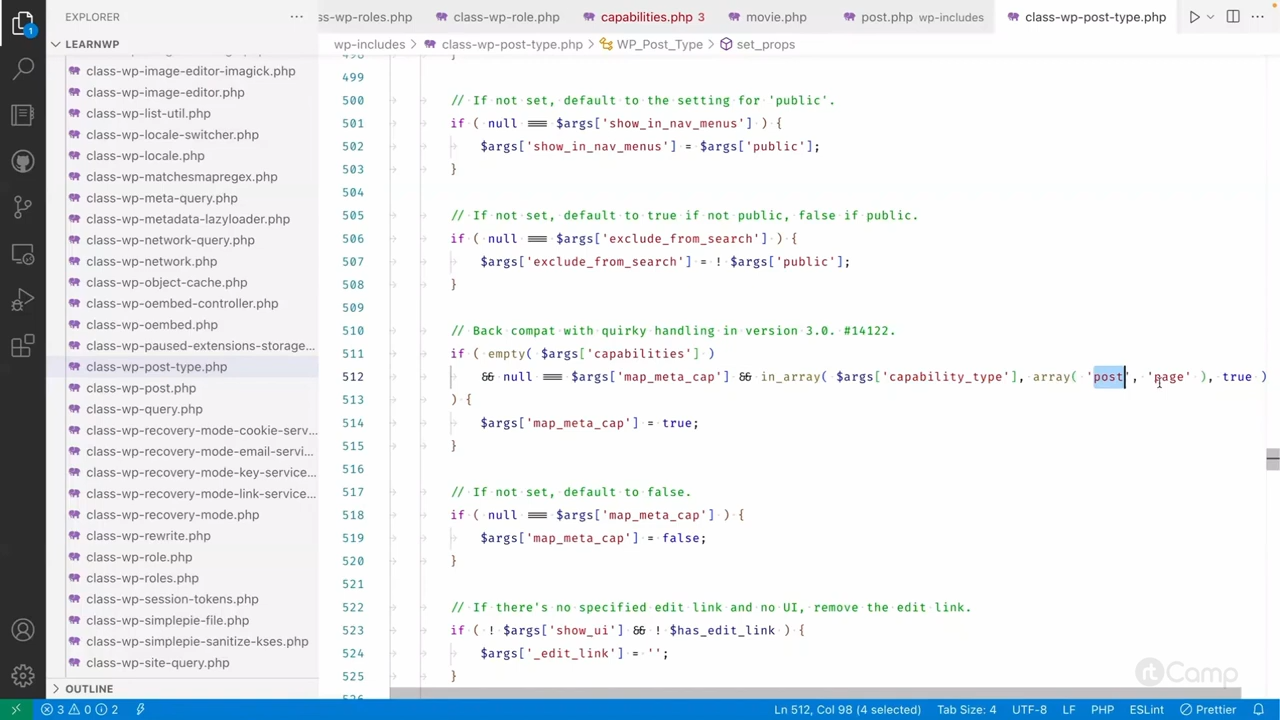 EXPLORER
ss-wp-roles.php
class-wp-role.php
capabilities.php 3
movie.php
post.php wp-includes
class-wp-post-type.php
LEARNWP
wp-includes > class-wp-post-type.php > WP_Post_Type > set_props
class-wp-image-editor-imagick.php
class-wp-image-editor.php
class-wp-list-util.php
class-wp-locale-switcher.php
class-wp-locale.php
class-wp-matchesmapregex.php
class-wp-meta-query.php
class-wp-metadata-lazyloader.php
class-wp-network-query.php
class-wp-network.php
class-wp-object-cache.php
class-wp-oembed-controller.php
class-wp-oembed.php
class-wp-paused-extensions-storage...
class-wp-post-type.php
class-wp-post.php
class-wp-query.php
class-wp-recovery-mode-cookie-serv...
class-wp-recovery-mode-email-servi...
class-wp-recovery-mode-key-service...
class-wp-recovery-mode-link-service...
class-wp-recovery-mode.php
class-wp-rewrite.php
class-wp-role.php
class-wp-roles.php
class-wp-session-tokens.php
class-wp-simplepie-file.php
class-wp-simplepie-sanitize-kses.php
class-wp-site-query.php
OUTLINE
1
498 }
499
500 // If not set, default to the setting for 'public'.
501 if ( null === $args['show_in_nav_menus'] ) {
502 $args['show_in_nav_menus'] = $args['public'];
503 }
504
505 // If not set, default to true if not public, false if public.
506 if ( null === $args['exclude_from_search'] ) {
507 $args['exclude_from_search'] = ! $args['public'];
508 }
509
510 // Back compat with quirky handling in version 3.0. #14122.
511 if ( empty( $args['capabilities'] )
512 && null === $args['map_meta_cap'] && in_array( $args['capability_type'], array( 'post', 'page' ), true )
513 ) {
514 $args['map_meta_cap'] = true;
515 }
516
517 // If not set, default to false.
518 if ( null === $args['map_meta_cap'] ) {
519 $args['map_meta_cap'] = false;
520 }
521
522 // If there's no specified edit link and no UI, remove the edit link.
523 if ( ! $args['show_ui'] && ! $has_edit_link ) {
524 $args['_edit_link'] = '';
525 }
rtCamp
3 0 2
Ln 512, Col 98 (4 selected)
Tab Size: 4
UTF-8
LF
PHP
ESLint
Prettier